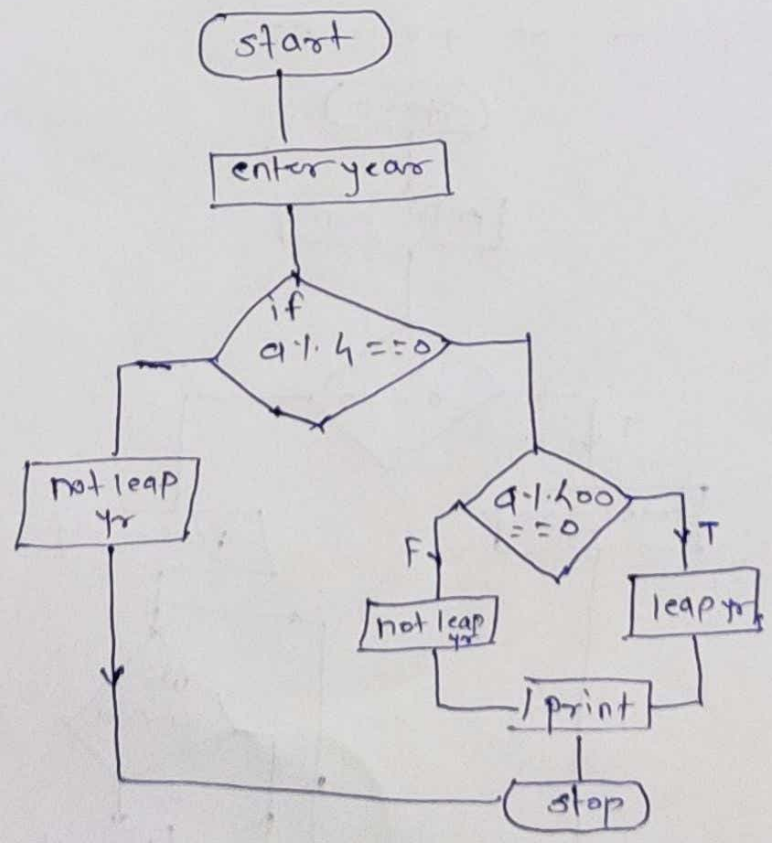 start
enter year
if
a % 4 == 0
not leap
yr
a % 400
== 0
F
T
not leap
yr
leap yr
print
stop